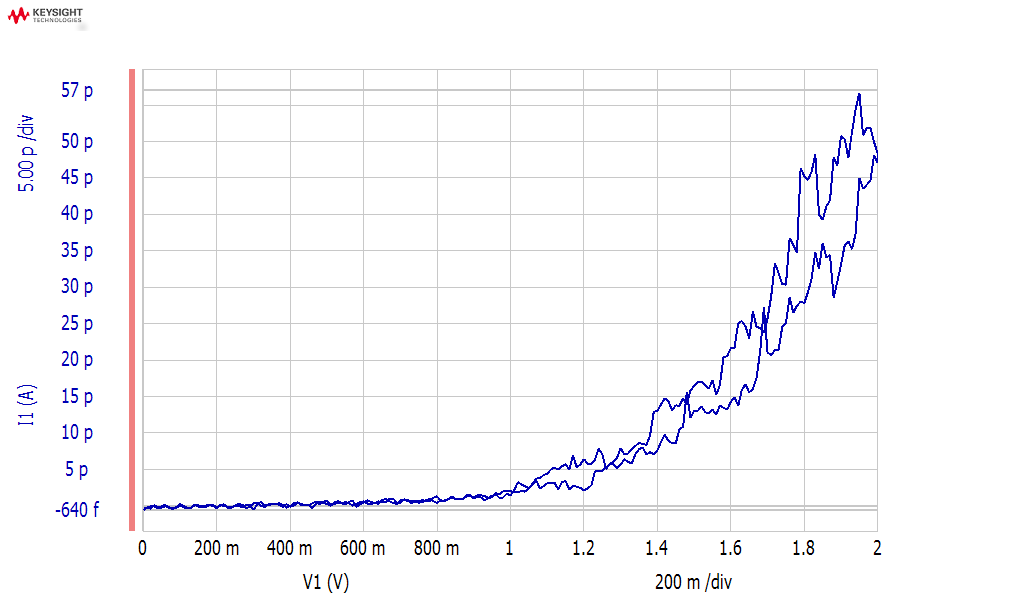 KEYSIGHT
TECHNOLOGIES
5.00 p /div
I1 (A)
57 p
50 p
45 p
40 p
35 p
30 p
25 p
20 p
15 p
10 p
5 p
-640 f
0 200 m 400 m 600 m 800 m 1 1.2 1.4 1.6 1.8 2
V1 (V) 200 m /div